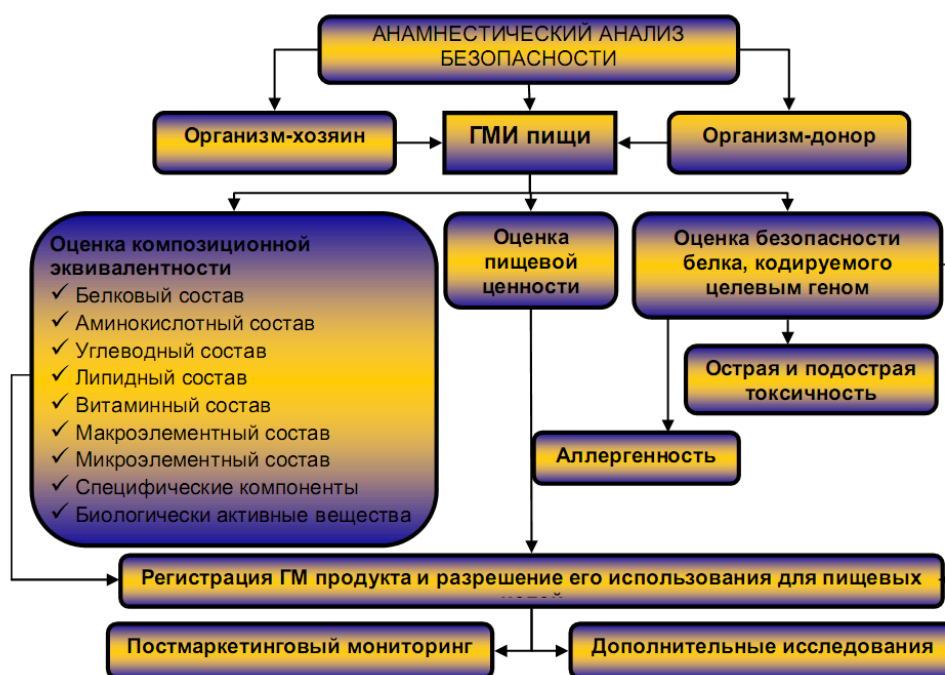 АНАМНЕСТИЧЕСКИЙ АНАЛИЗ
БЕЗОПАСНОСТИ
Организм-хозяин
ГМИ пищи
Организм-донор
Оценка композиционной
эквивалентности
✓ Белковый состав
✓ Аминокислотный состав
✓ Углеводный состав
✓ Липидный состав
✓ Витаминный состав
✓ Макроэлементный состав
✓ Микроэлементный состав
✓ Специфические компоненты
✓ Биологически активные вещества
Оценка
пищевой
ценности
Оценка безопасности
белка, кодируемого
целевым геном
Острая и подострая
токсичность
Аллергенность
Регистрация ГМ продукта и разрешение его использования для пищевых
Постмаркетинговый мониторинг
Дополнительные исследования